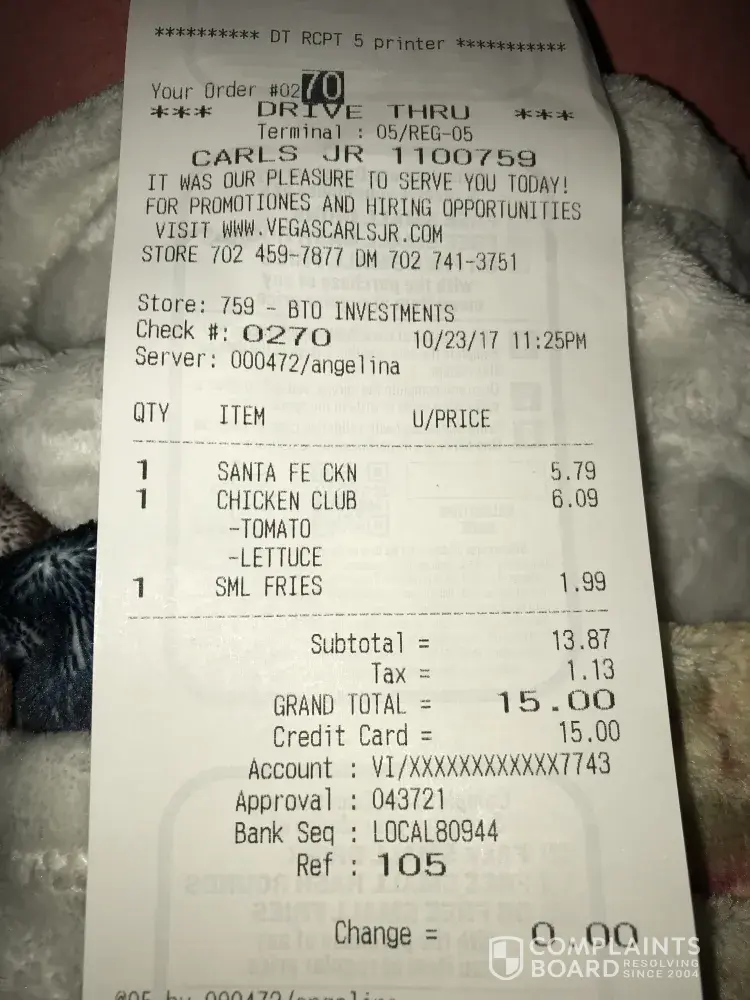 ********** DT RCPT 5 printer ***********
Your Order #0270
*** DRIVE THRU ***
Terminal : 05/REG-05
CARLS JR 1100759
IT WAS OUR PLEASURE TO SERVE YOU TODAY!
FOR PROMOTIONES AND HIRING OPPORTUNITIES
VISIT WWW.VEGASCARLSJR.COM
STORE 702 459-7877 DM 702 741-3751
Store: 759 - BTO INVESTMENTS
Check #: 0270 10/23/17 11:25PM
Server: 000472/angelina
QTY ITEM U/PRICE
1 SANTA FE CKN 5.79
1 CHICKEN CLUB 6.09
-TOMATO
-LETTUCE
1 SML FRIES 1.99
Subtotal = 13.87
Tax = 1.13
GRAND TOTAL = 15.00
Credit Card = 15.00
Account : VI/XXXXXXXXXXXX7743
Approval : 043721
Bank Seq : LOCAL80944
Ref : 105
Change = 0.00
@05 by 000472/angelina
COMPLAINTS
BOARD RESOLVING
SINCE 2004